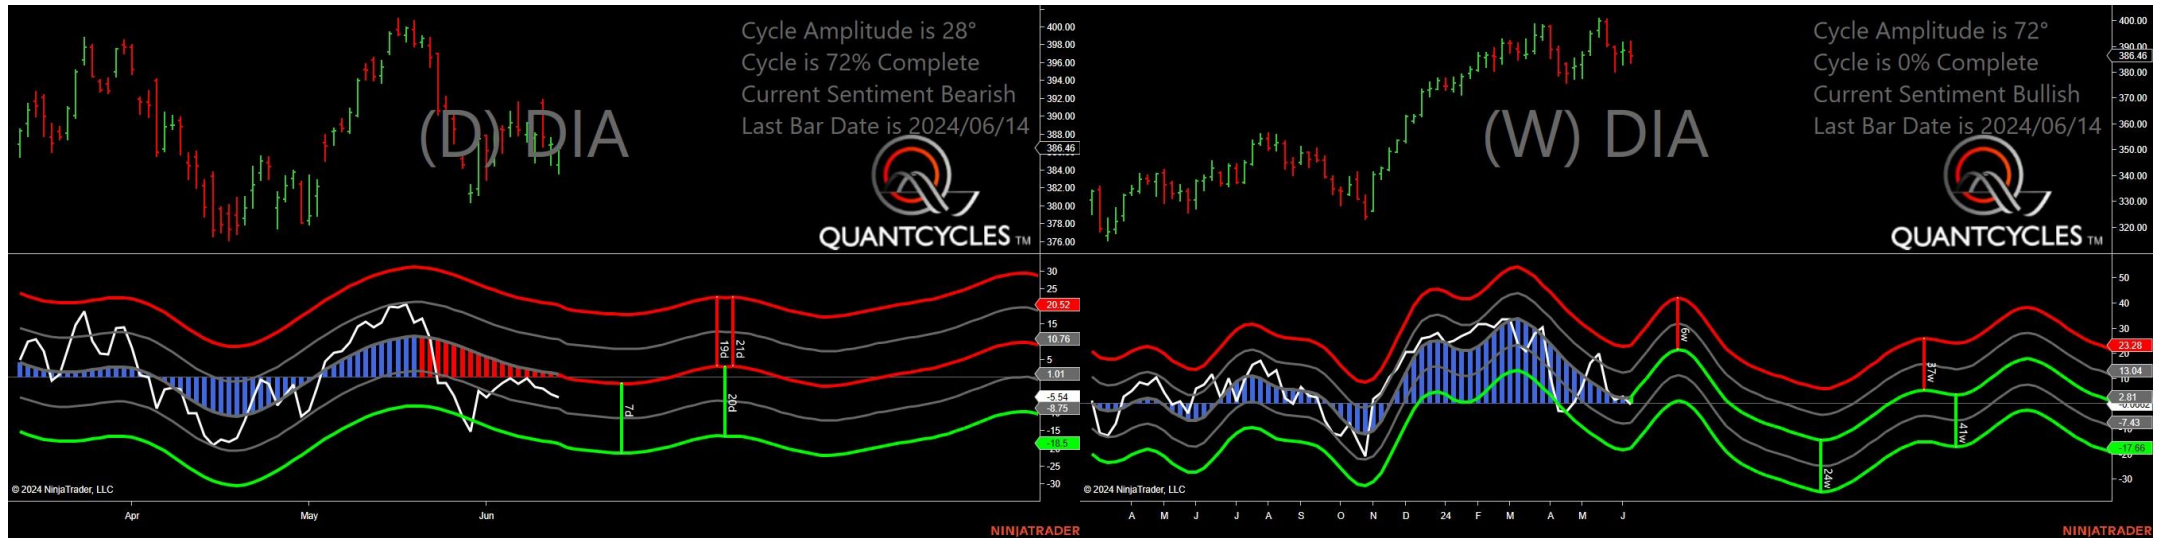 Cycle Amplitude is 28°
Cycle is 72% Complete
Current Sentiment Bearish
Last Bar Date is 2024/06/14
(D) DIA
QUANTCYCLES TM
400.00
398.00
396.00
394.00
392.00
390.00
388.00
386.46
384.00
382.00
380.00
378.00
376.00
30
25
20.52
15
10.76
5
1.01
-5.54
-8.75
-15
-18.5
-25
-30
7d
19d
21d
20d
© 2024 NinjaTrader, LLC
Apr
May
Jun
NINJATRADER
Cycle Amplitude is 72°
Cycle is 0% Complete
Current Sentiment Bullish
Last Bar Date is 2024/06/14
(W) DIA
QUANTCYCLES TM
400.00
390.00
386.46
380.00
370.00
360.00
350.00
340.00
330.00
320.00
50
40
30
23.28
20
13.04
10
2.81
-7.43
-17.66
-30
6w
37w
41w
24w
© 2024 NinjaTrader, LLC
A M J J A S O N D 24 F M A M J
NINJATRADER